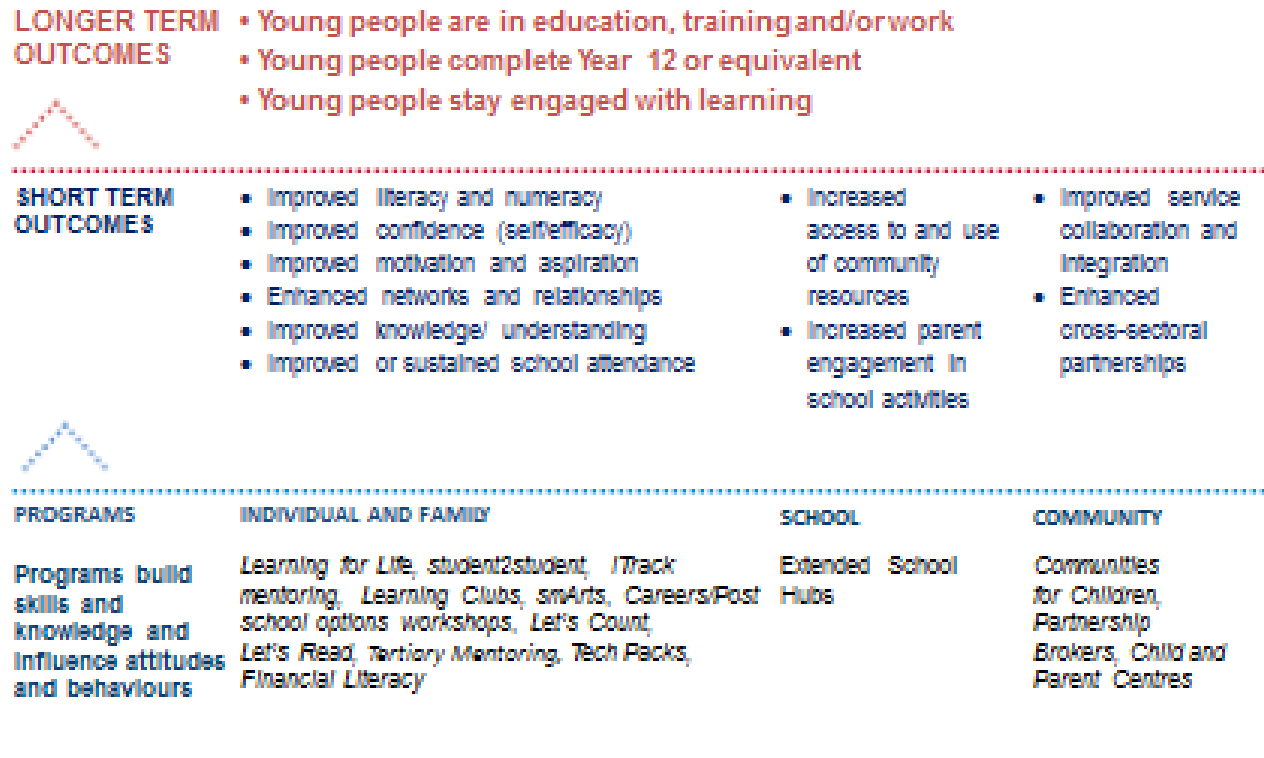 LONGER TERM
OUTCOMES
• Young people are in education, training and/or work
• Young people complete Year 12 or equivalent
• Young people stay engaged with learning
SHORT TERM
OUTCOMES
• Improved literacy and numeracy
• Improved confidence (self/efficacy)
• Improved motivation and aspiration
• Enhanced networks and relationships
• Improved knowledge/ understanding
• Improved or sustained school attendance
• Increased
access to and use
of community
resources
• Increased parent
engagement in
school activities
• Improved service
collaboration and
integration
• Enhanced
cross-sectoral
partnerships
PROGRAMS
Programs build
skills and
knowledge and
influence attitudes
and behaviours
INDIVIDUAL AND FAMILY
Learning for Life, student2student, iTrack
mentoring, Learning Clubs, smArts, Careers/Post
school options workshops, Let's Count,
Let's Read, Tertiary Mentoring, Tech Packs,
Financial Literacy
SCHOOL
Extended School
Hubs
COMMUNITY
Communities
for Children,
Partnership
Brokers, Child and
Parent Centres